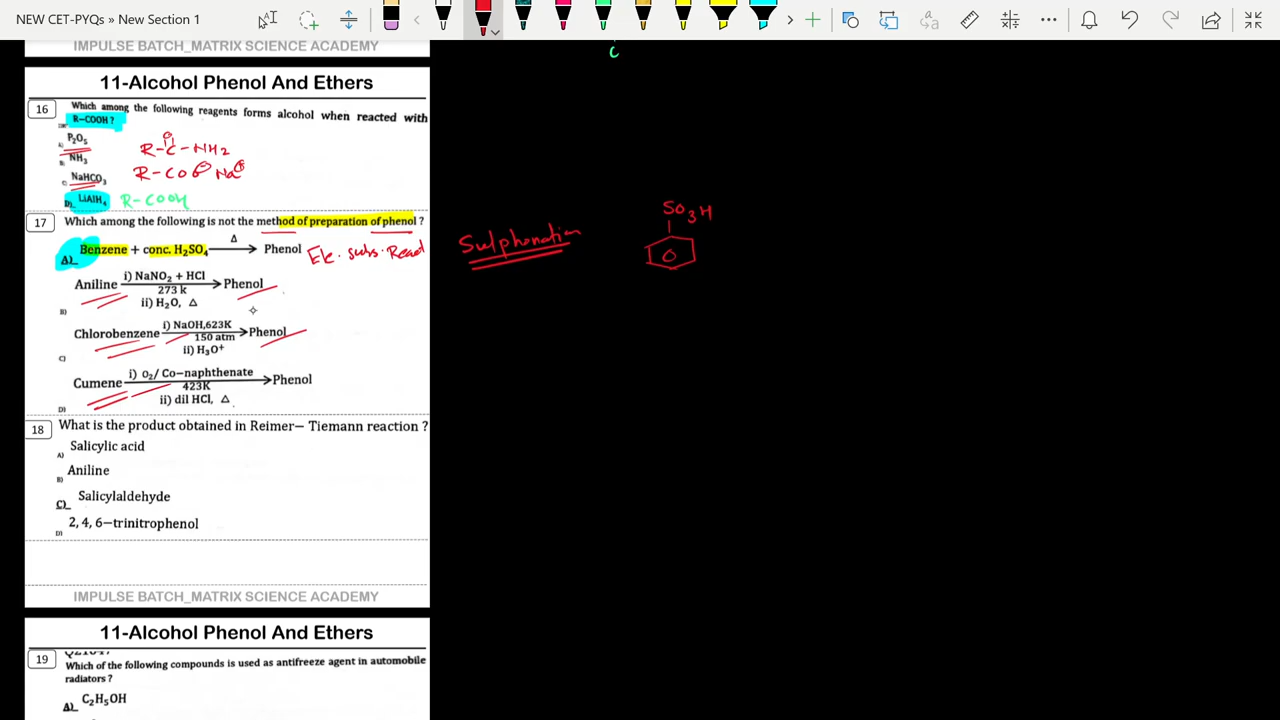 NEW CET-PYQs » New Section 1
IMPULSE BATCH_MATRIX SCIENCE ACADEMY
C
11-Alcohol Phenol And Ethers
16
Which among the following reagents forms alcohol when reacted with
R-COOH ?
P₂O₅
NH₃
R-C-NH₂
O
C) NaHCO₃
R-COO⊖ Na⊕
D) LiAlH₄
R-COOH
17
Which among the following is not the method of preparation of phenol ?
A) Benzene + conc. H₂SO₄ Δ → Phenol
Ele. subs. React
Sulphonation
SO₃H
Aniline i) NaNO₂ + HCl → Phenol
273 k
ii) H₂O, Δ
B)
Chlorobenzene i) NaOH,623K → Phenol
150 atm
ii) H₃O⁺
C)
Cumene i) O₂/ Co-naphthenate → Phenol
423K
ii) dil HCl, Δ
D)
18
What is the product obtained in Reimer– Tiemann reaction ?
A) Salicylic acid
B) Aniline
C) Salicylaldehyde
D) 2, 4, 6–trinitrophenol
IMPULSE BATCH_MATRIX SCIENCE ACADEMY
11-Alcohol Phenol And Ethers
19
Which of the following compounds is used as antifreeze agent in automobile
radiators ?
A) C₂H₅OH